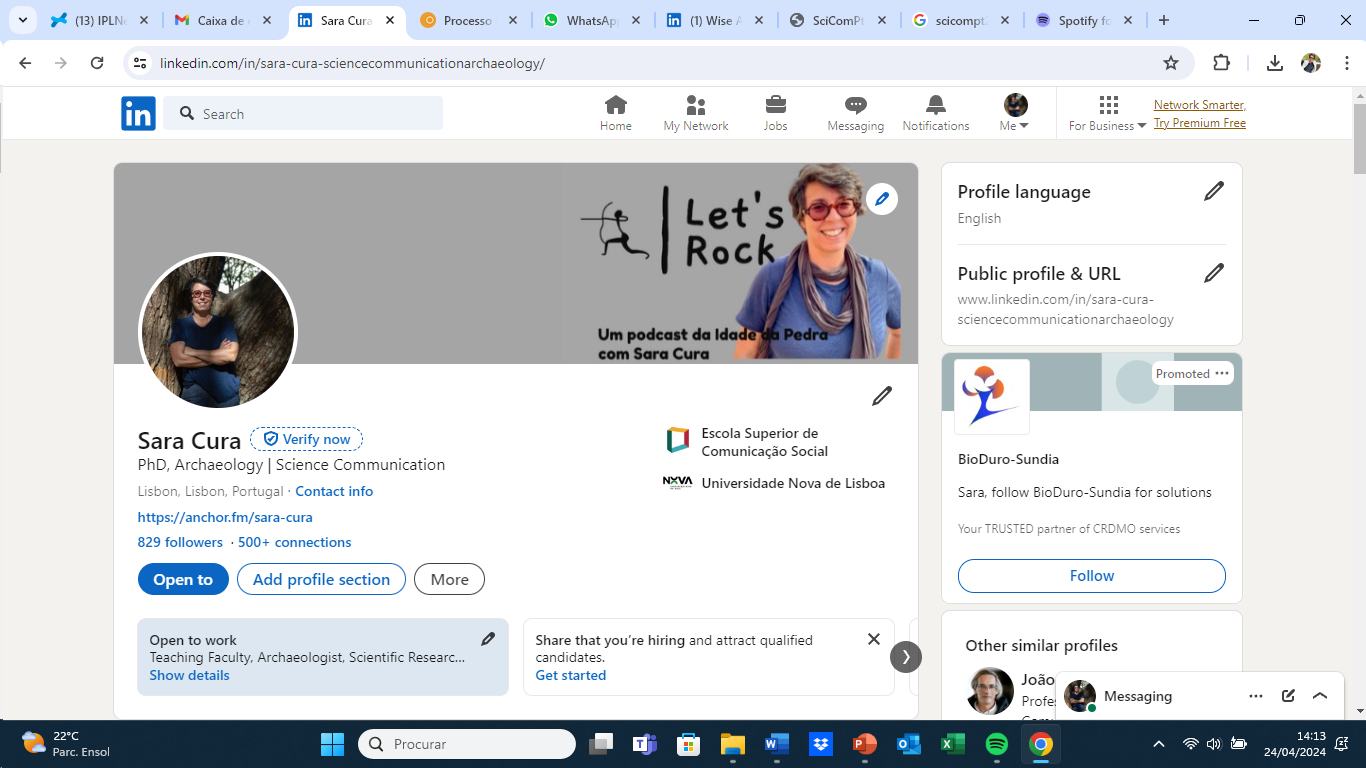 (13) IPLNe
Caixa de
Sara Cura
Processo
WhatsApp
(1) Wise A
SciComPt
scicompt
Spotify fo
linkedin.com/in/sara-cura-sciencecommunicationarchaeology/
in
Search
Home
My Network
Jobs
Messaging
Notifications
Me
For Business
Network Smarter,
Try Premium Free
Let's
Rock
Um podcast da Idade da Pedra
com Sara Cura
Sara Cura
Verify now
PhD, Archaeology | Science Communication
Lisbon, Lisbon, Portugal · Contact info
https://anchor.fm/sara-cura
829 followers · 500+ connections
Open to
Add profile section
More
Escola Superior de
Comunicação Social
NOVA
Universidade Nova de Lisboa
Open to work
Teaching Faculty, Archaeologist, Scientific Researc...
Show details
Share that you're hiring and attract qualified
candidates.
Get started
Profile language
English
Public profile & URL
www.linkedin.com/in/sara-cura-
sciencecommunicationarchaeology
Promoted
BioDuro-Sundia
Sara, follow BioDuro-Sundia for solutions
Your TRUSTED partner of CRDMO services
Follow
Other similar profiles
João
Profes
Messaging
22°C
Parc. Ensol
Procurar
14:13
24/04/2024